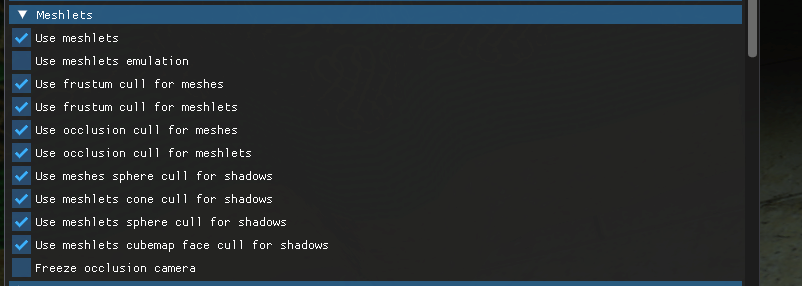 Meshlets
Use meshlets
Use meshlets emulation
Use frustum cull for meshes
Use frustum cull for meshlets
Use occlusion cull for meshes
Use occlusion cull for meshlets
Use meshes sphere cull for shadows
Use meshlets cone cull for shadows
Use meshlets sphere cull for shadows
Use meshlets cubemap face cull for shadows
Freeze occlusion camera